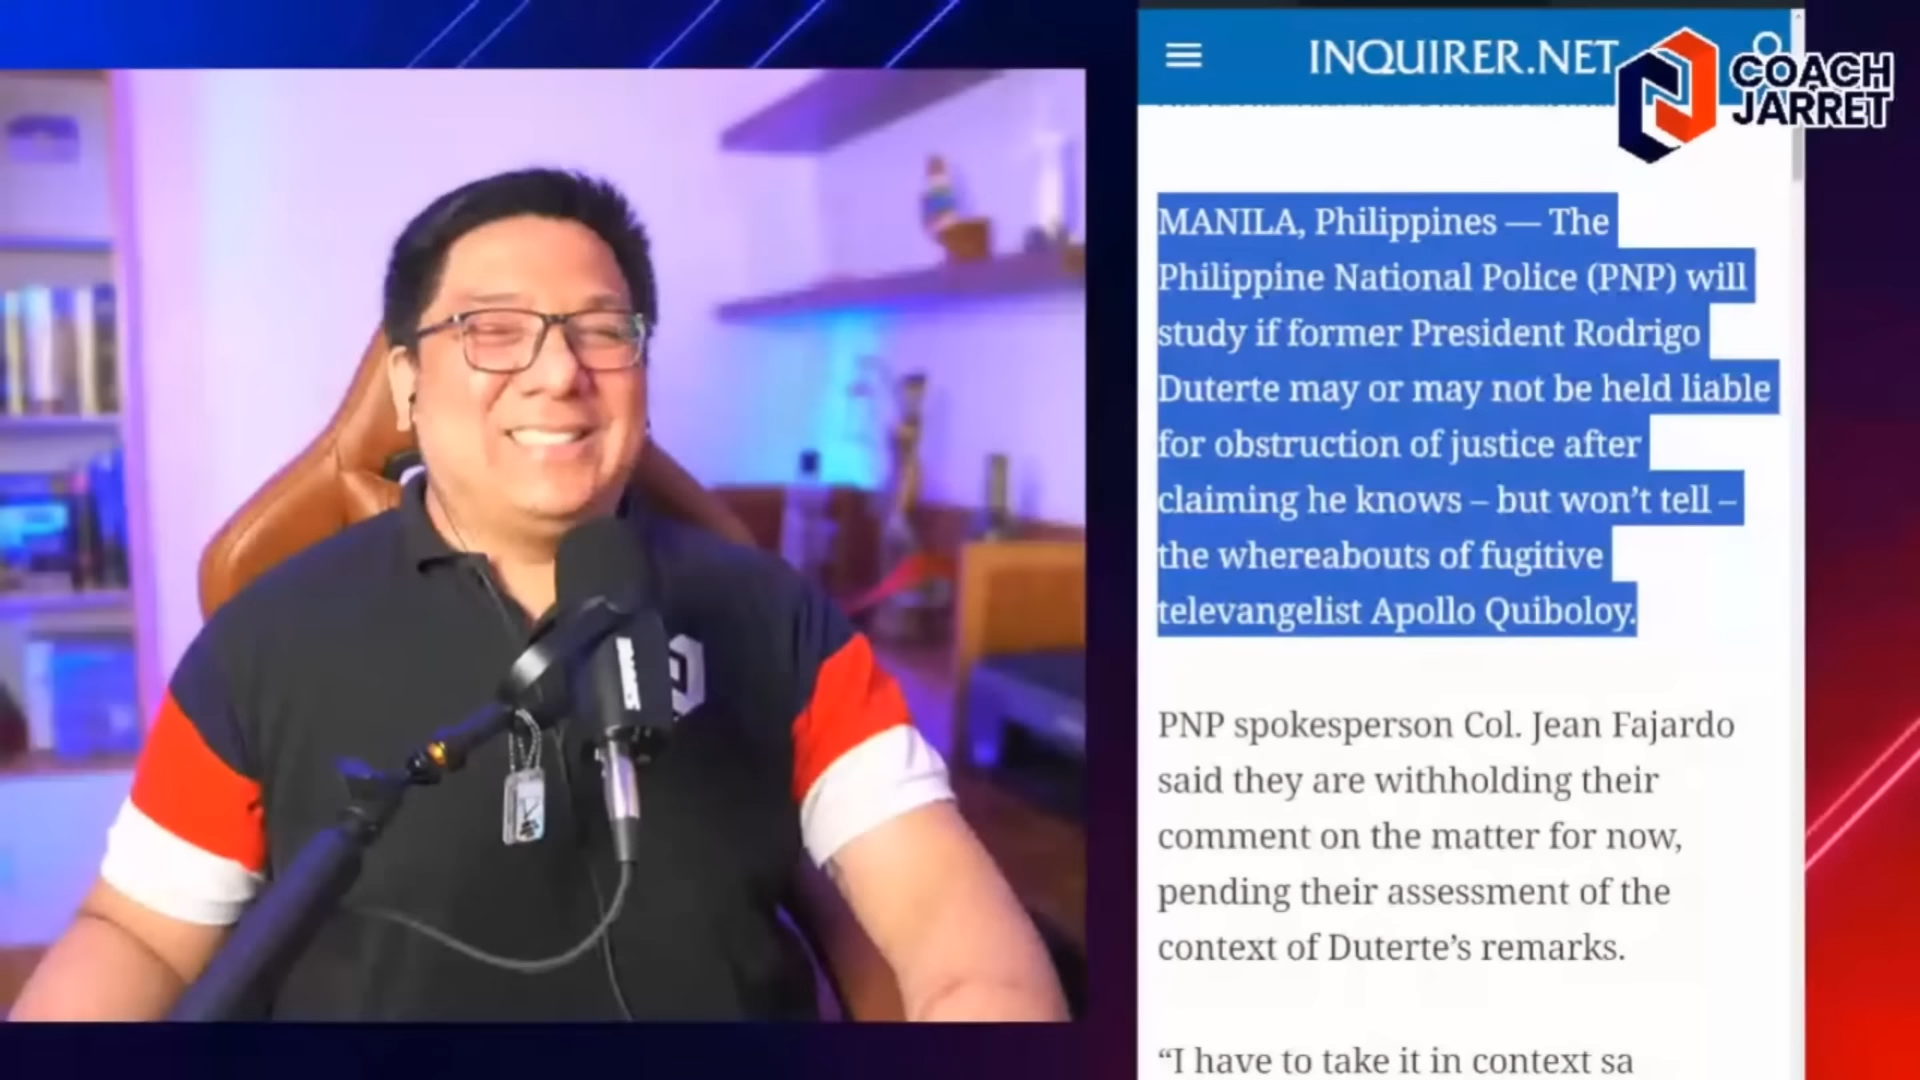 INQUIRER.NET
COACH
JARRET
MANILA, Philippines — The
Philippine National Police (PNP) will
study if former President Rodrigo
Duterte may or may not be held liable
for obstruction of justice after
claiming he knows – but won’t tell –
the whereabouts of fugitive
televangelist Apollo Quiboloy.
PNP spokesperson Col. Jean Fajardo
said they are withholding their
comment on the matter for now,
pending their assessment of the
context of Duterte’s remarks.
“I have to take it in context sa